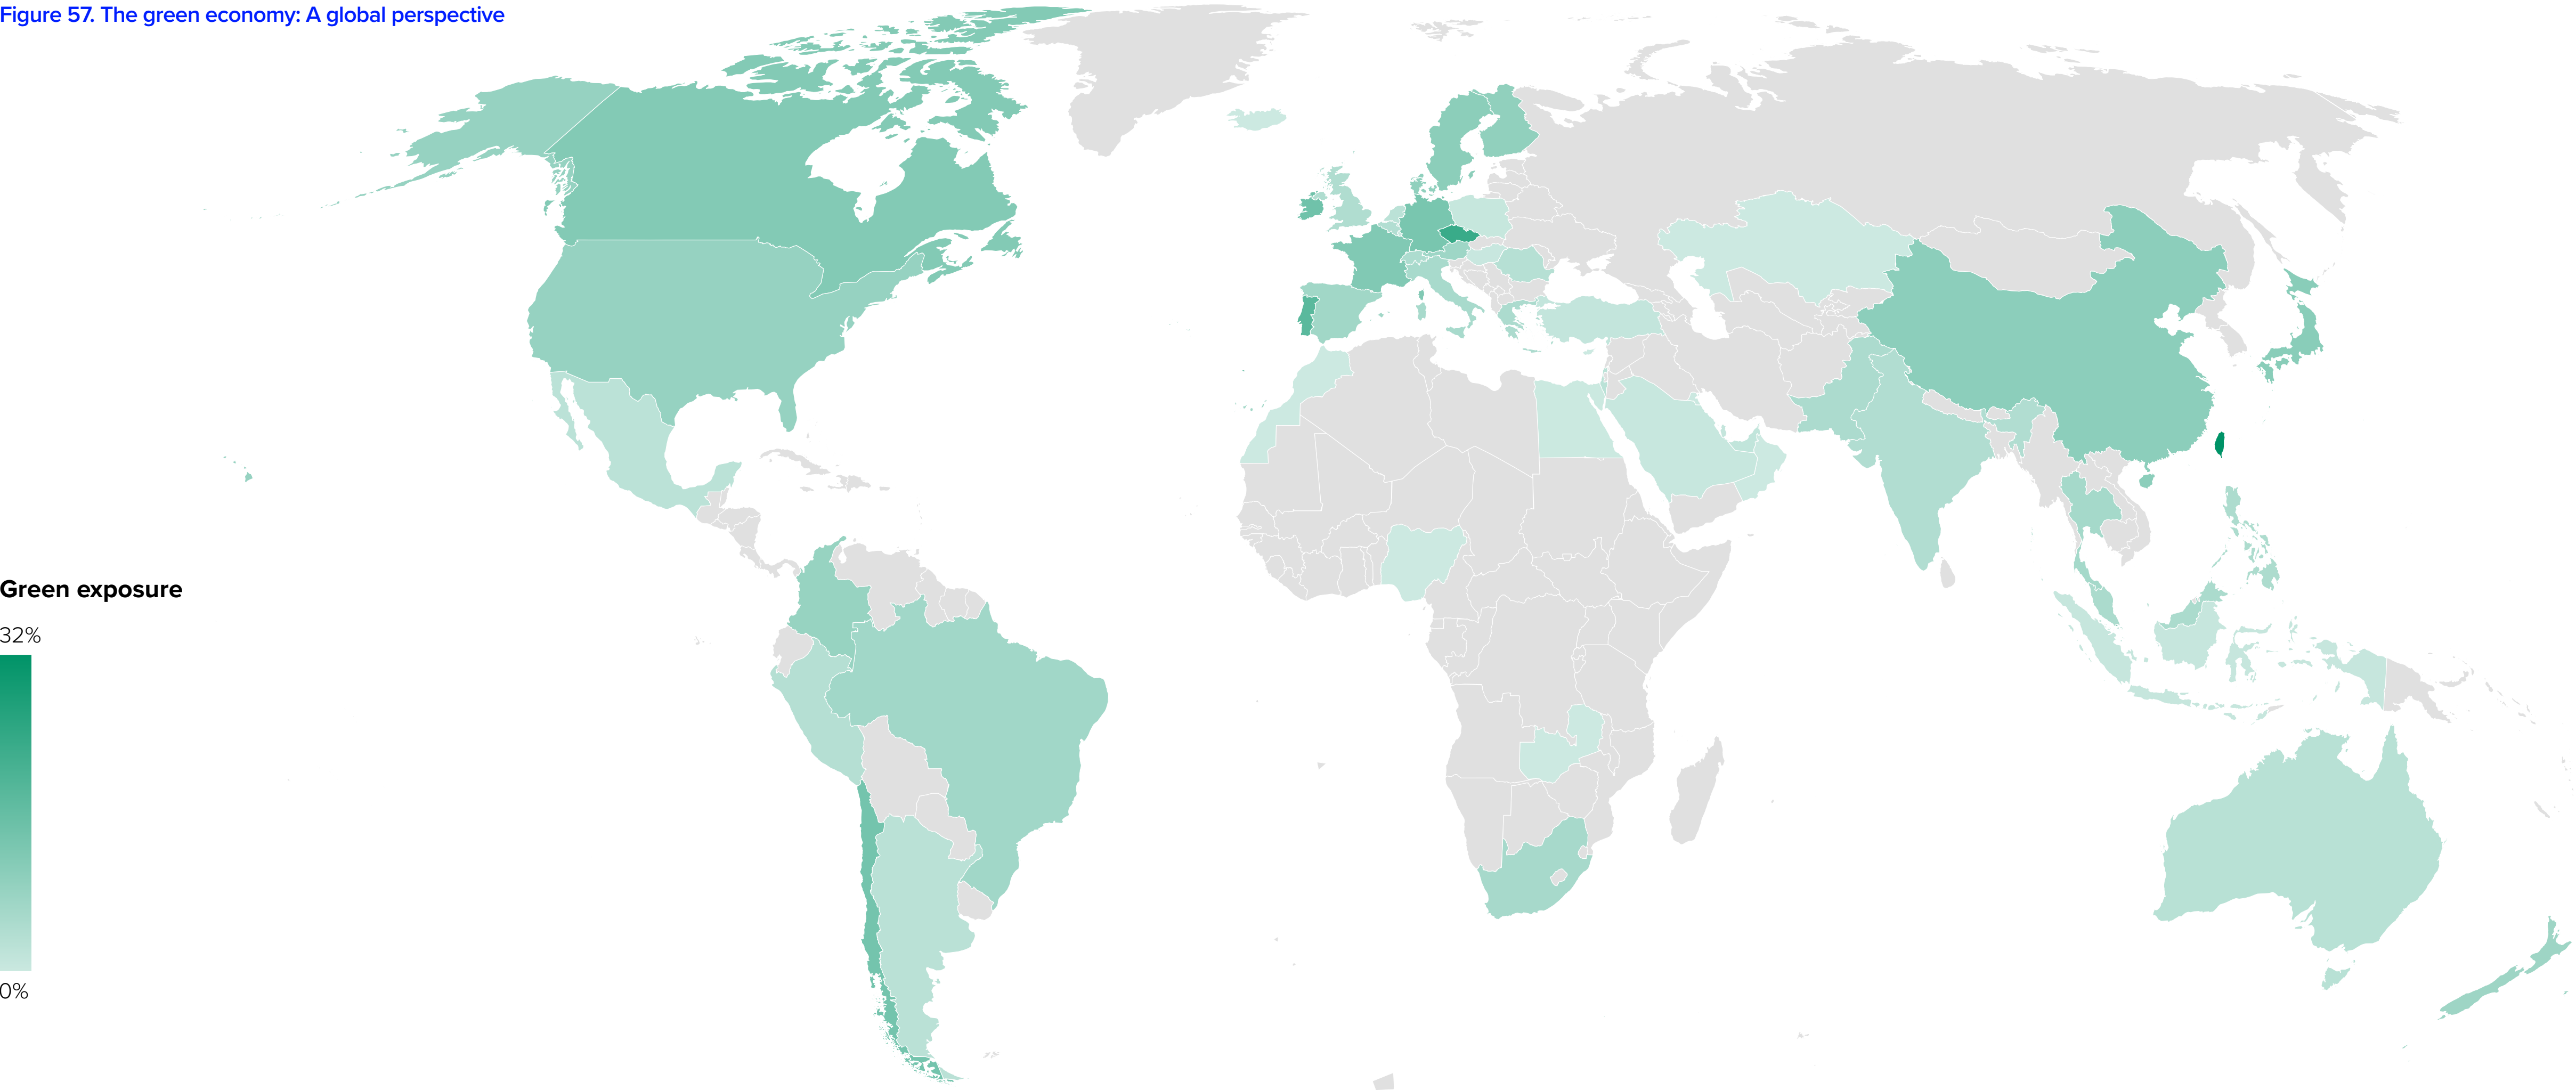 Figure 57. The green economy: A global perspective
Green exposure
32%
0%